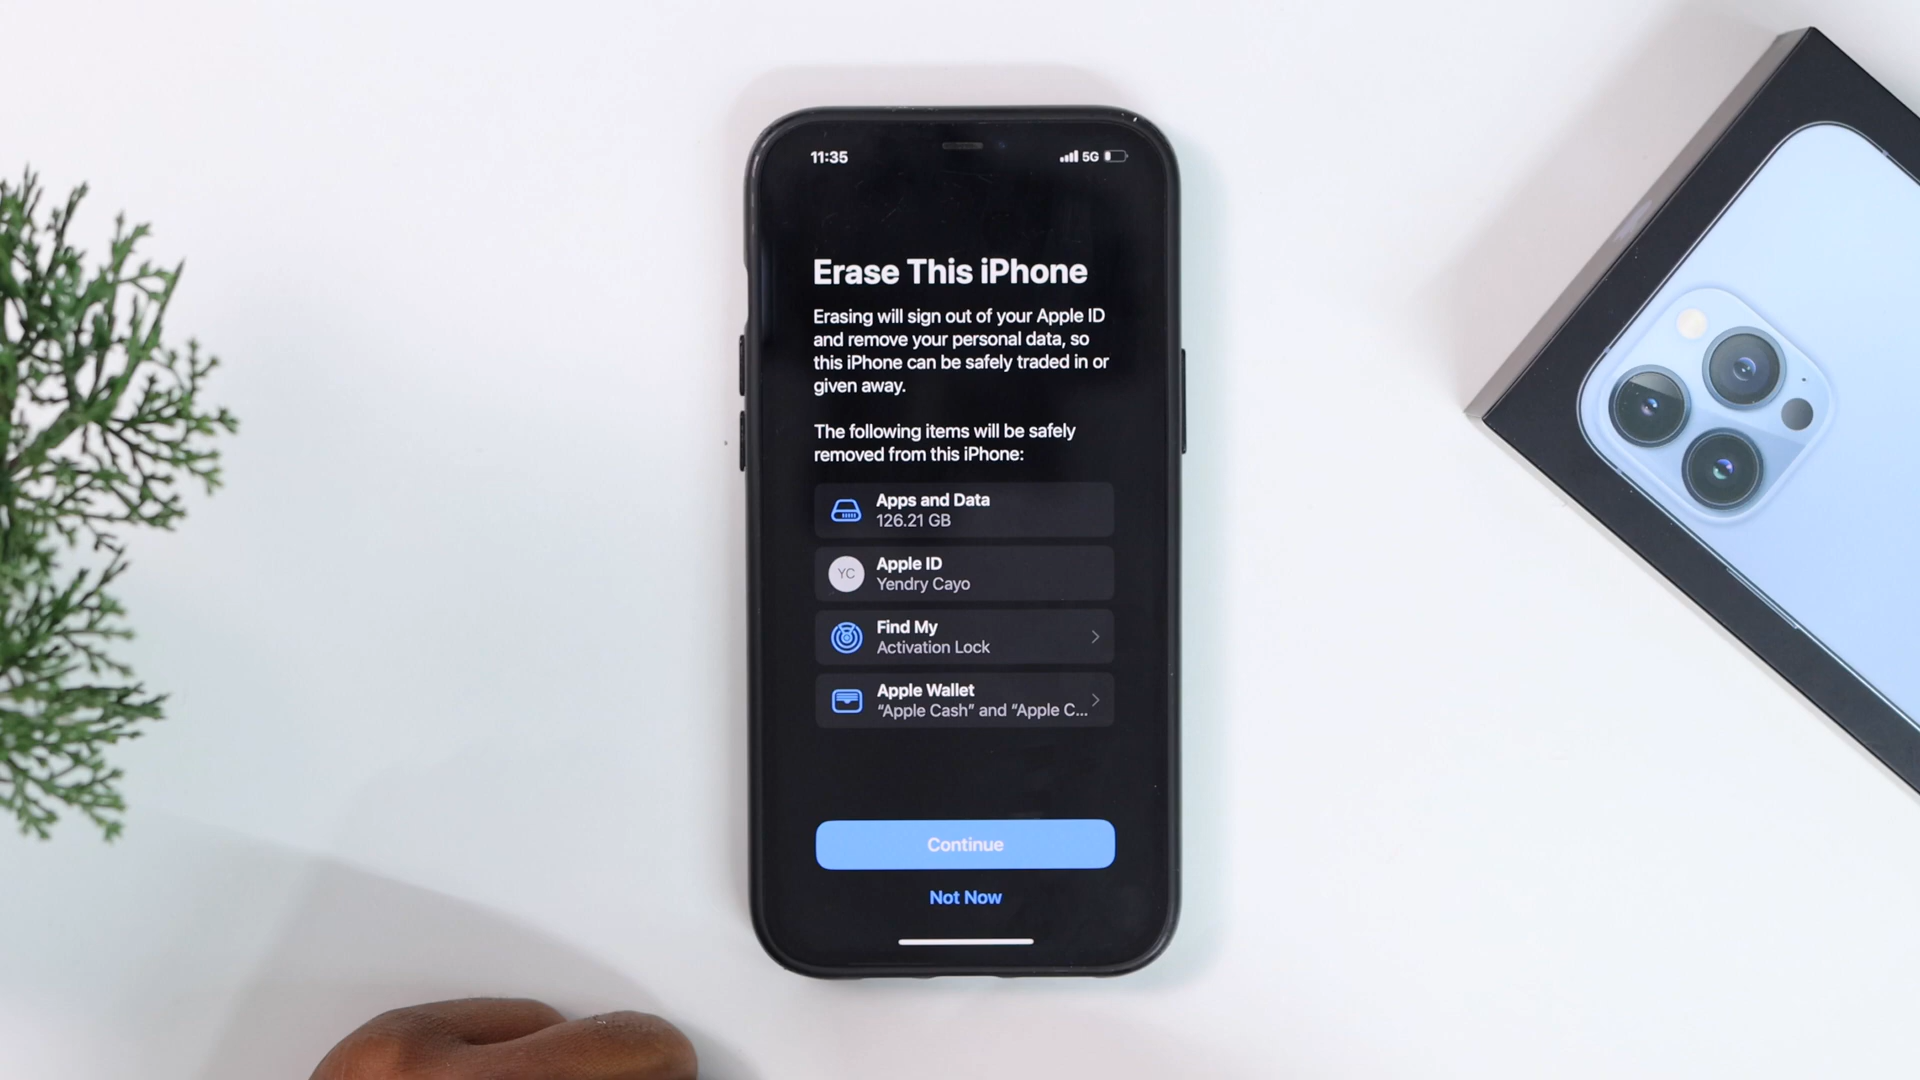 11:35
5G
Erase This iPhone
Erasing will sign out of your Apple ID
and remove your personal data, so
this iPhone can be safely traded in or
given away.
The following items will be safely
removed from this iPhone:
Apps and Data
126.21 GB
YC
Apple ID
Yendry Cayo
Find My
Activation Lock
Apple Wallet
“Apple Cash” and “Apple C...
Continue
Not Now